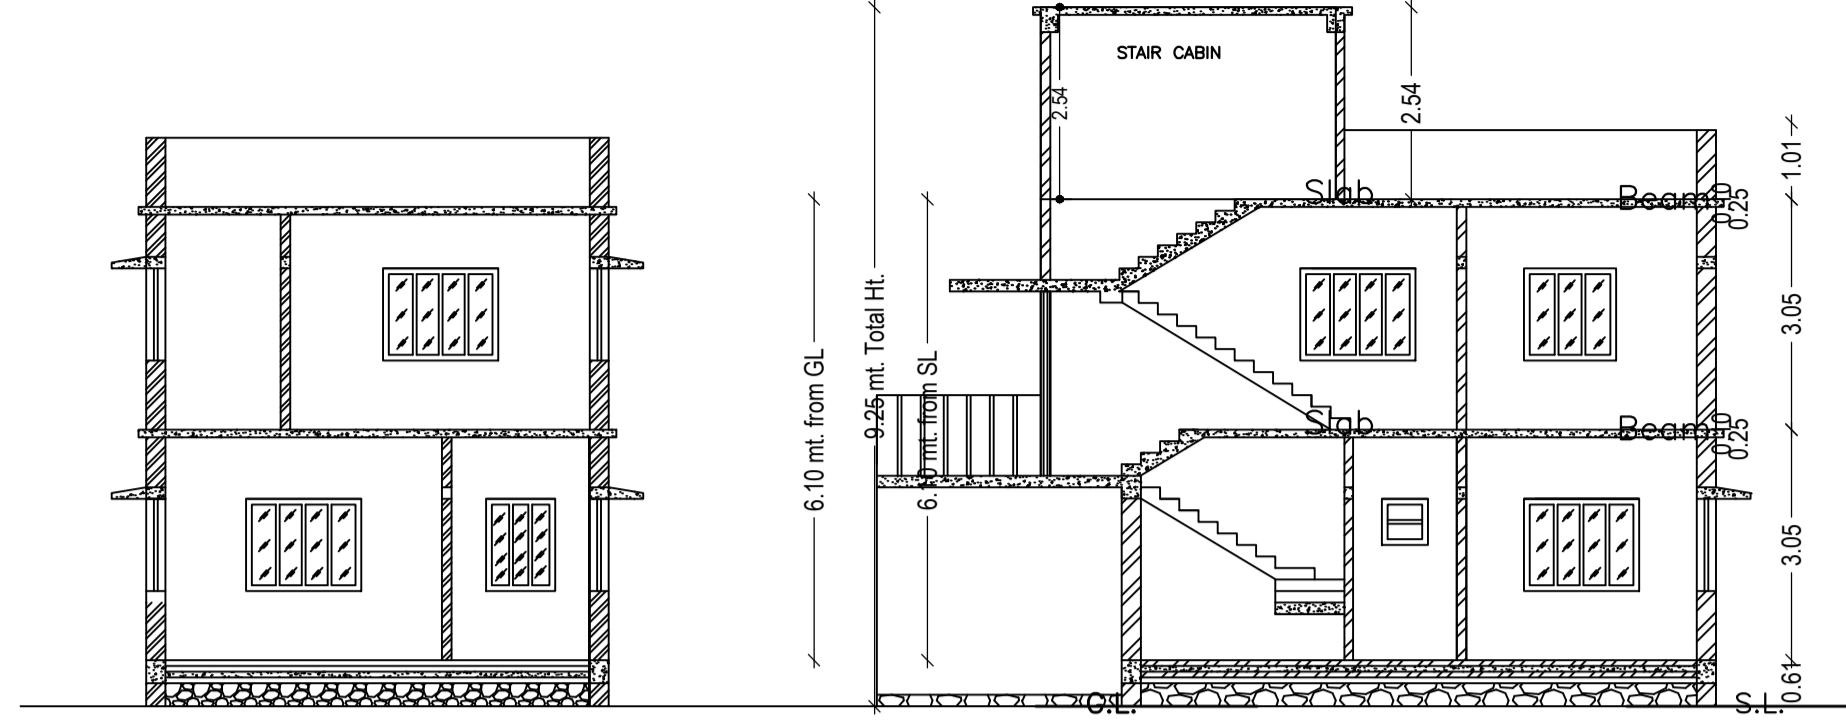 STAIR CABIN
2.54
2.54
1.01
Slab
Beam
0.25
3.05
6.10 mt. from GL
9.25 mt. Total Ht.
6.10 mt. from SL
Slab
Beam
0.25
3.05
0.61
G.L.
S.L.